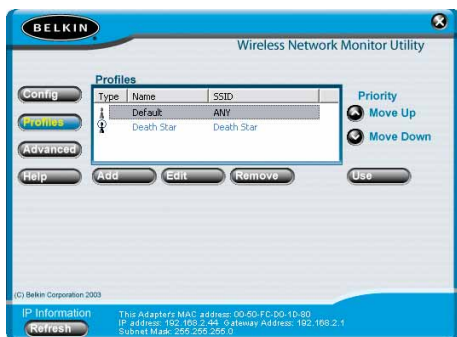 BELKIN
Wireless Network Monitor Utility
Profiles
Config
Profiles
Advanced
Help
Type Name SSID
Default ANY
Death Star Death Star
Priority
Move Up
Move Down
Add Edit Remove Use
(C) Belkin Corporation 2003
IP Information
Refresh
This Adapters MAC address: 00-50-FC-D0-1D-80
IP address: 192.168.2.44 Gateway Address: 192.168.2.1
Subnet Mask: 255.255.255.0